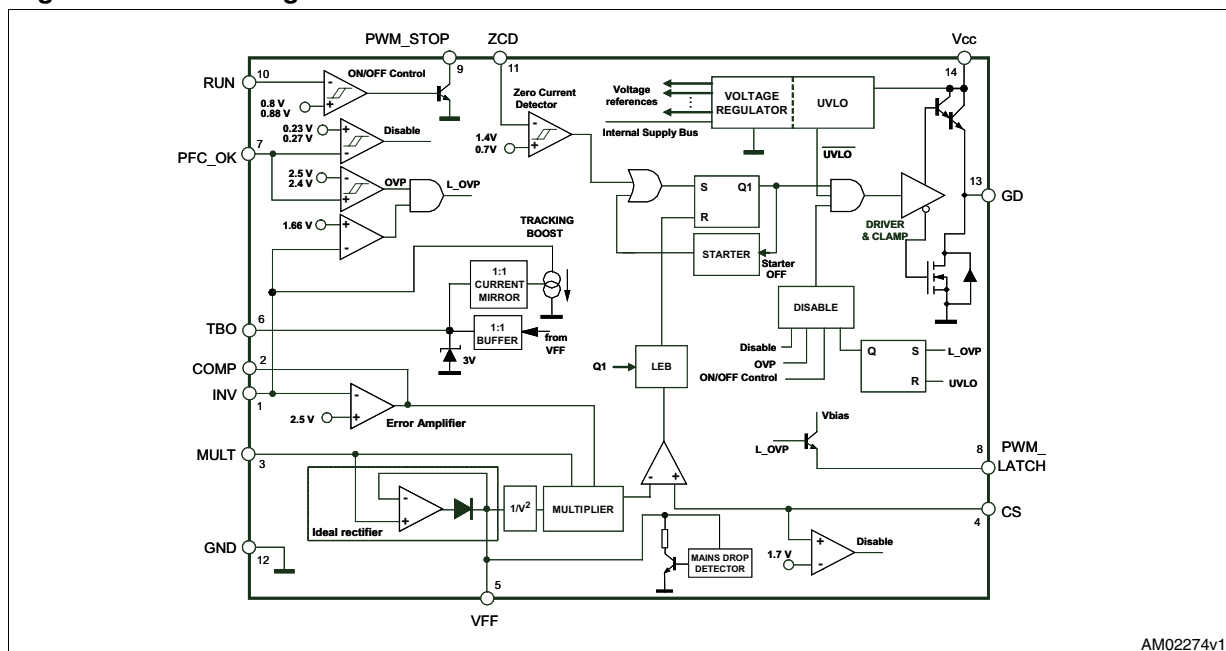 PWM_STOP
ZCD
Vcc
RUN
10
ON/OFF Control
9
11
14
-
+
0.8 V
0.88 V
Zero Current
Detector
Voltage
references
VOLTAGE
REGULATOR
UVLO
Internal Supply Bus
0.23 V
0.27 V
+
-
Disable
-
+
1.4V
0.7V
UVLO
7
PFC_OK
2.5 V
2.4 V
-
+
OVP
L_OVP
S
Q1
R
13
GD
DRIVER
& CLAMP
1.66 V
+
-
TRACKING
BOOST
STARTER
Starter
OFF
1:1
CURRENT
MIRROR
DISABLE
6
TBO
1:1
BUFFER
from
VFF
3V
Disable
OVP
ON/OFF Control
Q
S
R
L_OVP
UVLO
2
COMP
Q1
LEB
INV
1
-
+
2.5 V
Error Amplifier
Vbias
L_OVP
8
PWM_
LATCH
MULT
3
-
+
-
+
Ideal rectifier
1/V2
MULTIPLIER
CS
4
+
-
1.7 V
Disable
GND
12
MAINS DROP
DETECTOR
5
VFF
AM02274v1